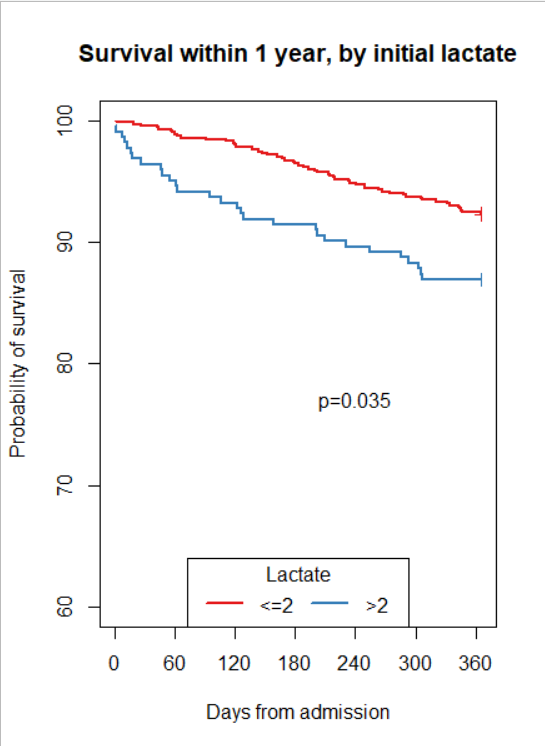 Survival within 1 year, by initial lactate
100
90
80
70
60
Probability of survival
p=0.035
Lactate
<=2 >2
0 60 120 180 240 300 360
Days from admission